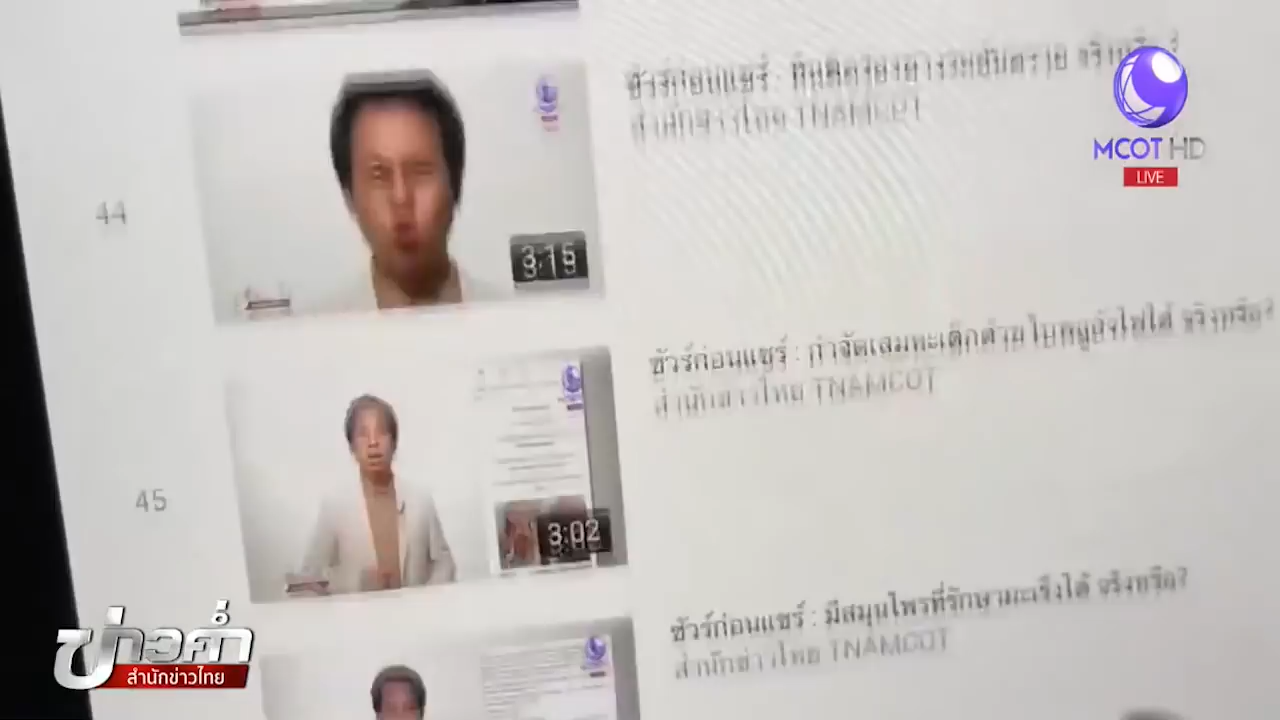 ชัวร์ก่อนแชร์ :
สำนักข่าวไทย TNAMCOT
MCOT HD
LIVE
44
3:15
ชัวร์ก่อนแชร์ : กำจัดเสมหะเด็กด้วยใบพลูอังไฟได้ จริงหรือ?
สำนักข่าวไทย TNAMCOT
45
3:02
ชัวร์ก่อนแชร์ : มีสมุนไพรที่รักษามะเร็งได้ จริงหรือ?
สำนักข่าวไทย TNAMCOT
ข่าวค่ำ
สำนักข่าวไทย